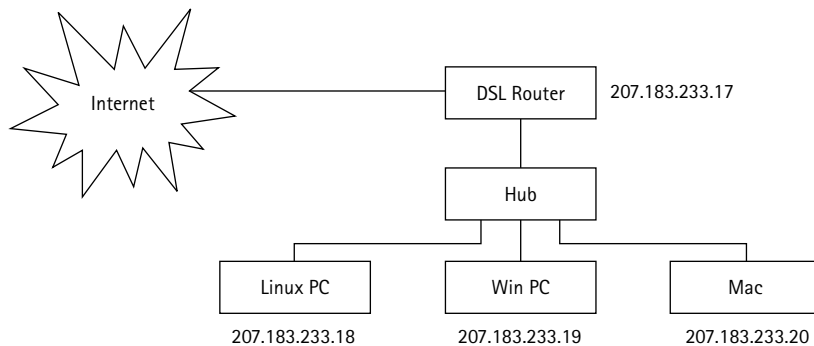 Internet
DSL Router
207.183.233.17
Hub
Linux PC
Win PC
Mac
207.183.233.18
207.183.233.19
207.183.233.20